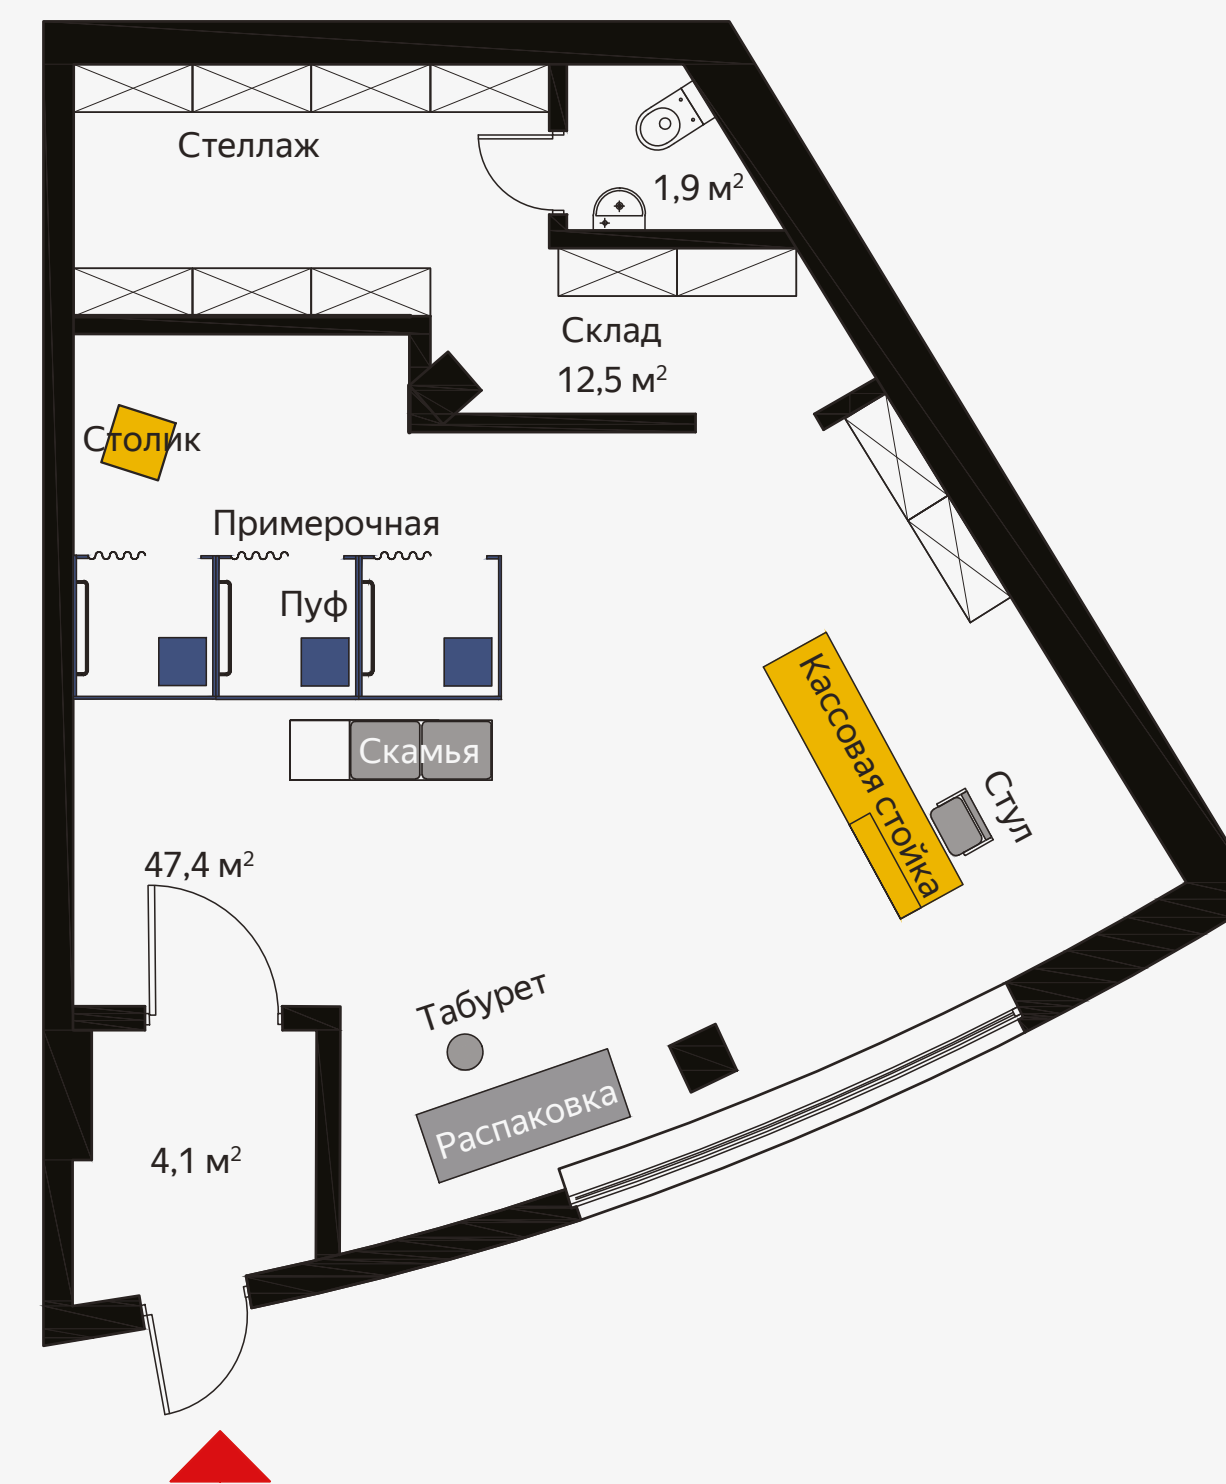 Стеллаж
1,9 м²
Склад
12,5 м²
Столик
Примерочная
Пуф
Скамья
Кассовая стойка
Стул
47,4 м²
Табурет
Распаковка
4,1 м²